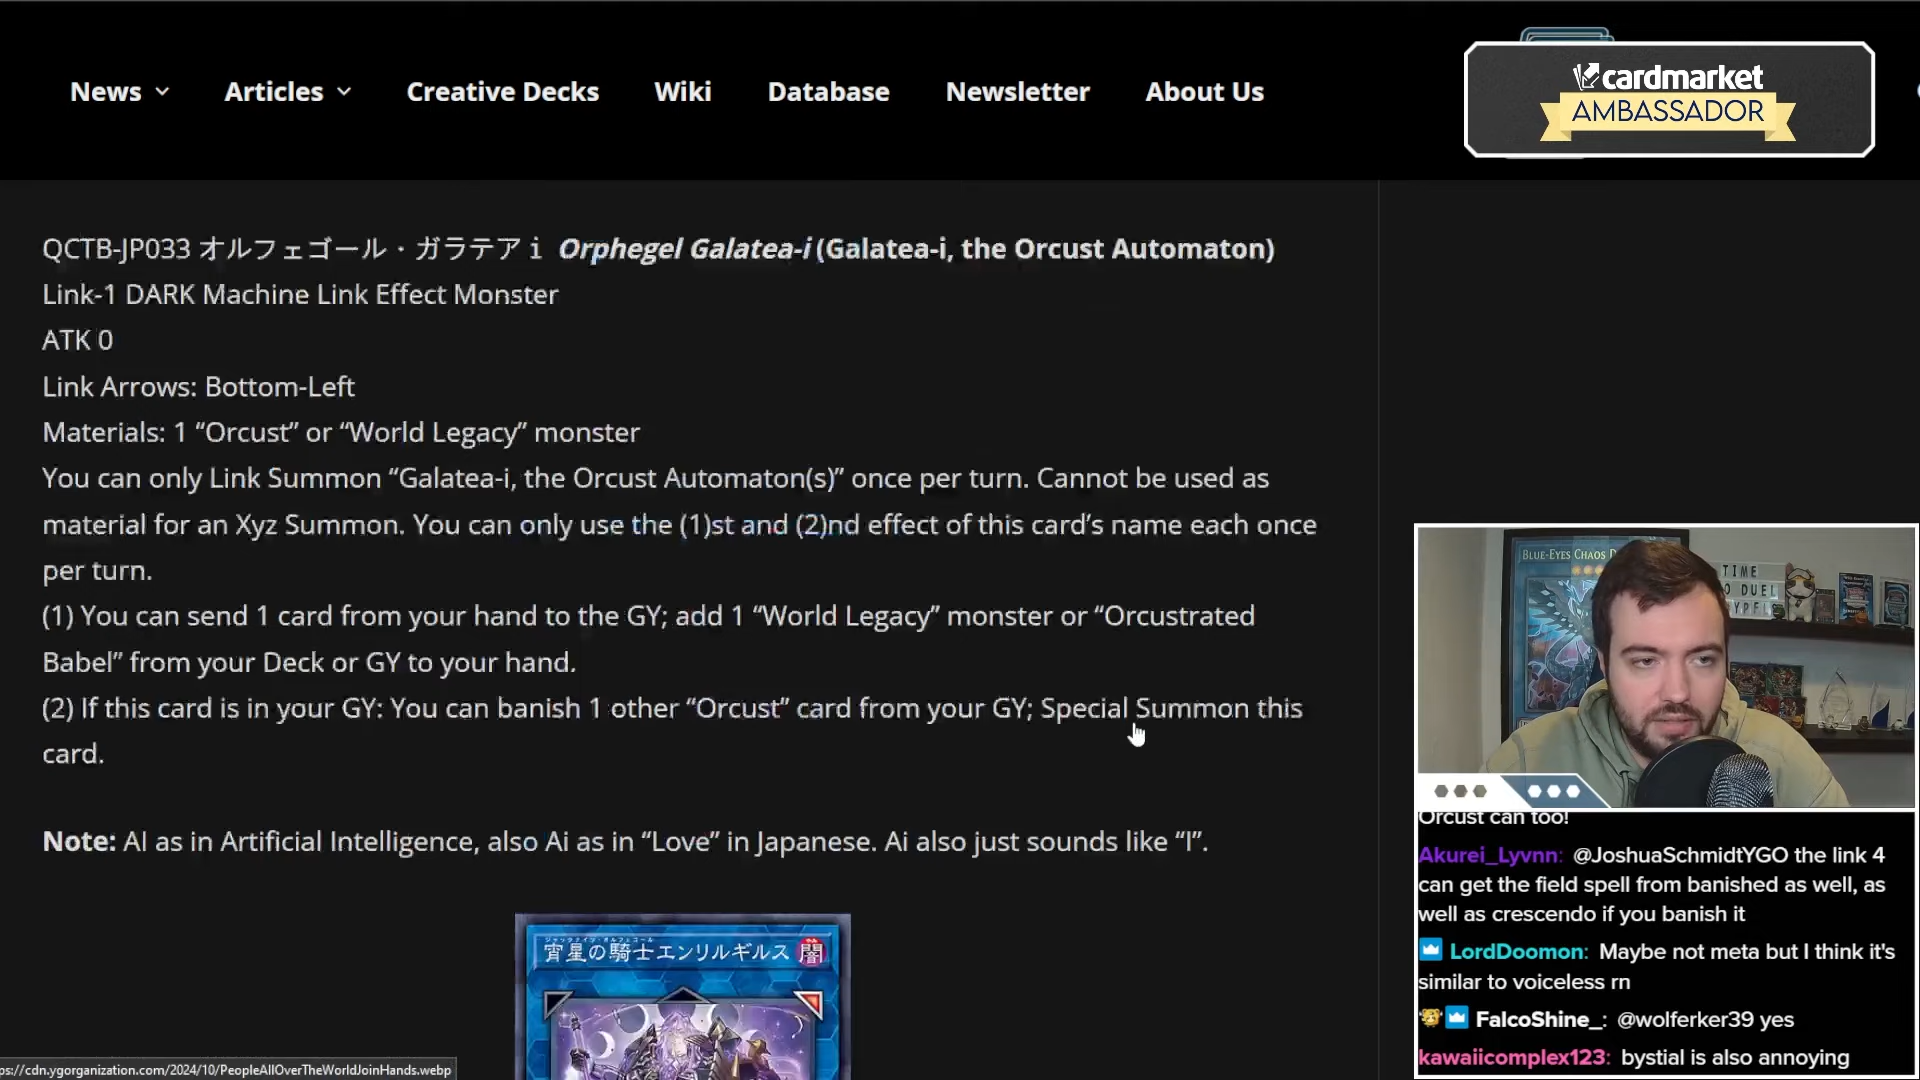 News
Articles
Creative Decks
Wiki
Database
Newsletter
About Us
cardmarket
AMBASSADOR
QCTB-JP033 オルフェゴール・ガラテアｉ Orphegel Galatea-i (Galatea-i, the Orcust Automaton)
Link-1 DARK Machine Link Effect Monster
ATK 0
Link Arrows: Bottom-Left
Materials: 1 “Orcust” or “World Legacy” monster
You can only Link Summon “Galatea-i, the Orcust Automaton(s)” once per turn. Cannot be used as
material for an Xyz Summon. You can only use the (1)st and (2)nd effect of this card’s name each once
per turn.
(1) You can send 1 card from your hand to the GY; add 1 “World Legacy” monster or “Orcustrated
Babel” from your Deck or GY to your hand.
(2) If this card is in your GY: You can banish 1 other “Orcust” card from your GY; Special Summon this
card.
Note: AI as in Artificial Intelligence, also Ai as in “Love” in Japanese. Ai also just sounds like “I”.
宵星の騎士エンリルギルス
闇
ps://cdn.ygorganization.com/2024/10/PeopleAllOverTheWorldJoinHands.webp
BLUE-EYES CHAOS
TIME
O DUEL
Orcust can too!
Akurei_Lyvnn: @JoshuaSchmidtYGO the link 4
can get the field spell from banished as well, as
well as crescendo if you banish it
LordDoomon: Maybe not meta but I think it's
similar to voiceless rn
FalcoShine_: @wolferker39 yes
kawaiicomplex123: bystial is also annoying